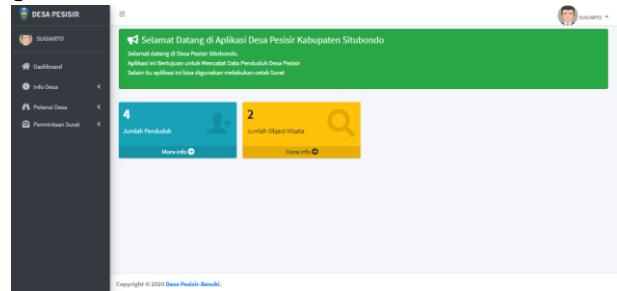 DESA PESISIR
SUGIARTO
SUGIARTO
Dashboard
Info Desa
Potensi Desa
Permintaan Surat
Selamat Datang di Aplikasi Desa Pesisir Kabupaten Situbondo
Selamat datang di Desa Pesisir Sitobondo.
Aplikasi ini Bertujuan untuk Mencatat Data Penduduk Desa Pesisir
Selain itu aplikasi ini bisa digunakan melakukan cetak Surat
4
Jumlah Penduduk
More info
2
Jumlah Object Wisata
More info
Copyright © 2020 Desa Pesisir-Besuki.